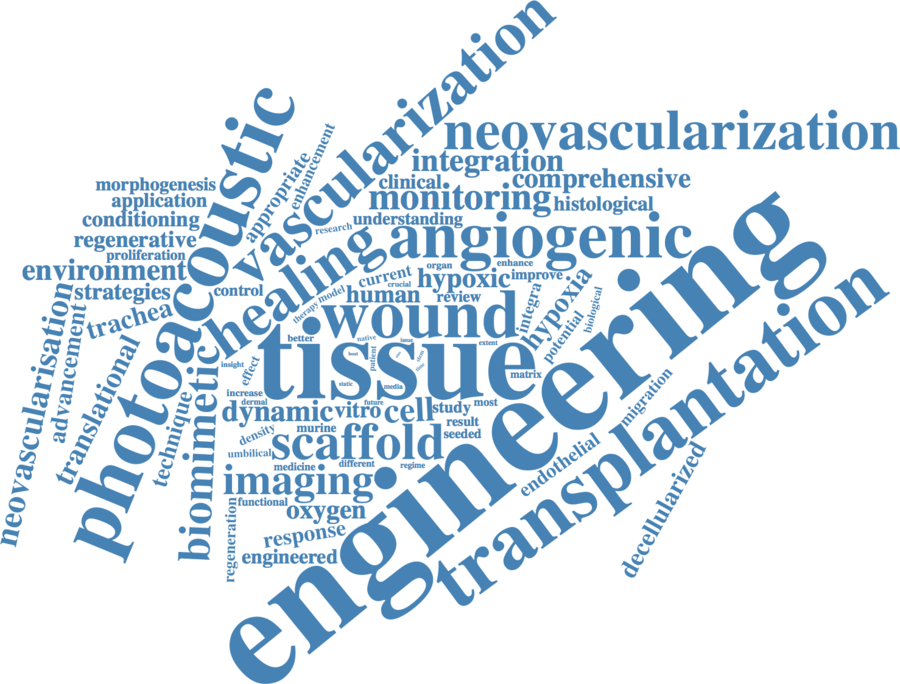 vascularization
neovascularization
photoacoustic
integration
enhancement
appropriate
clinical
comprehensive
morphogenesis
monitoring
application
histological
conditioning
understanding
research
regenerative
healing
angiogenic
proliferation
environment
organ
enhance
current
crucial
hypoxic
improve
hypoxia
strategies
control
model
therapy
human
review
integra
biological
trachea
wound
potential
neovascularisation
advancement
translational
better
native
issue
extent
tissue
patient
insight
effect
matrix
static
media
engineering
transplantation
biomimetic
technique
increase
dermal
future
dynamic
vitro
cell
study
most
migration
result
murine
density
scaffold
seeded
umbilical
medicine
different
regime
endothelial
imaging
functional
oxygen
regeneration
response
engineered
decellularized